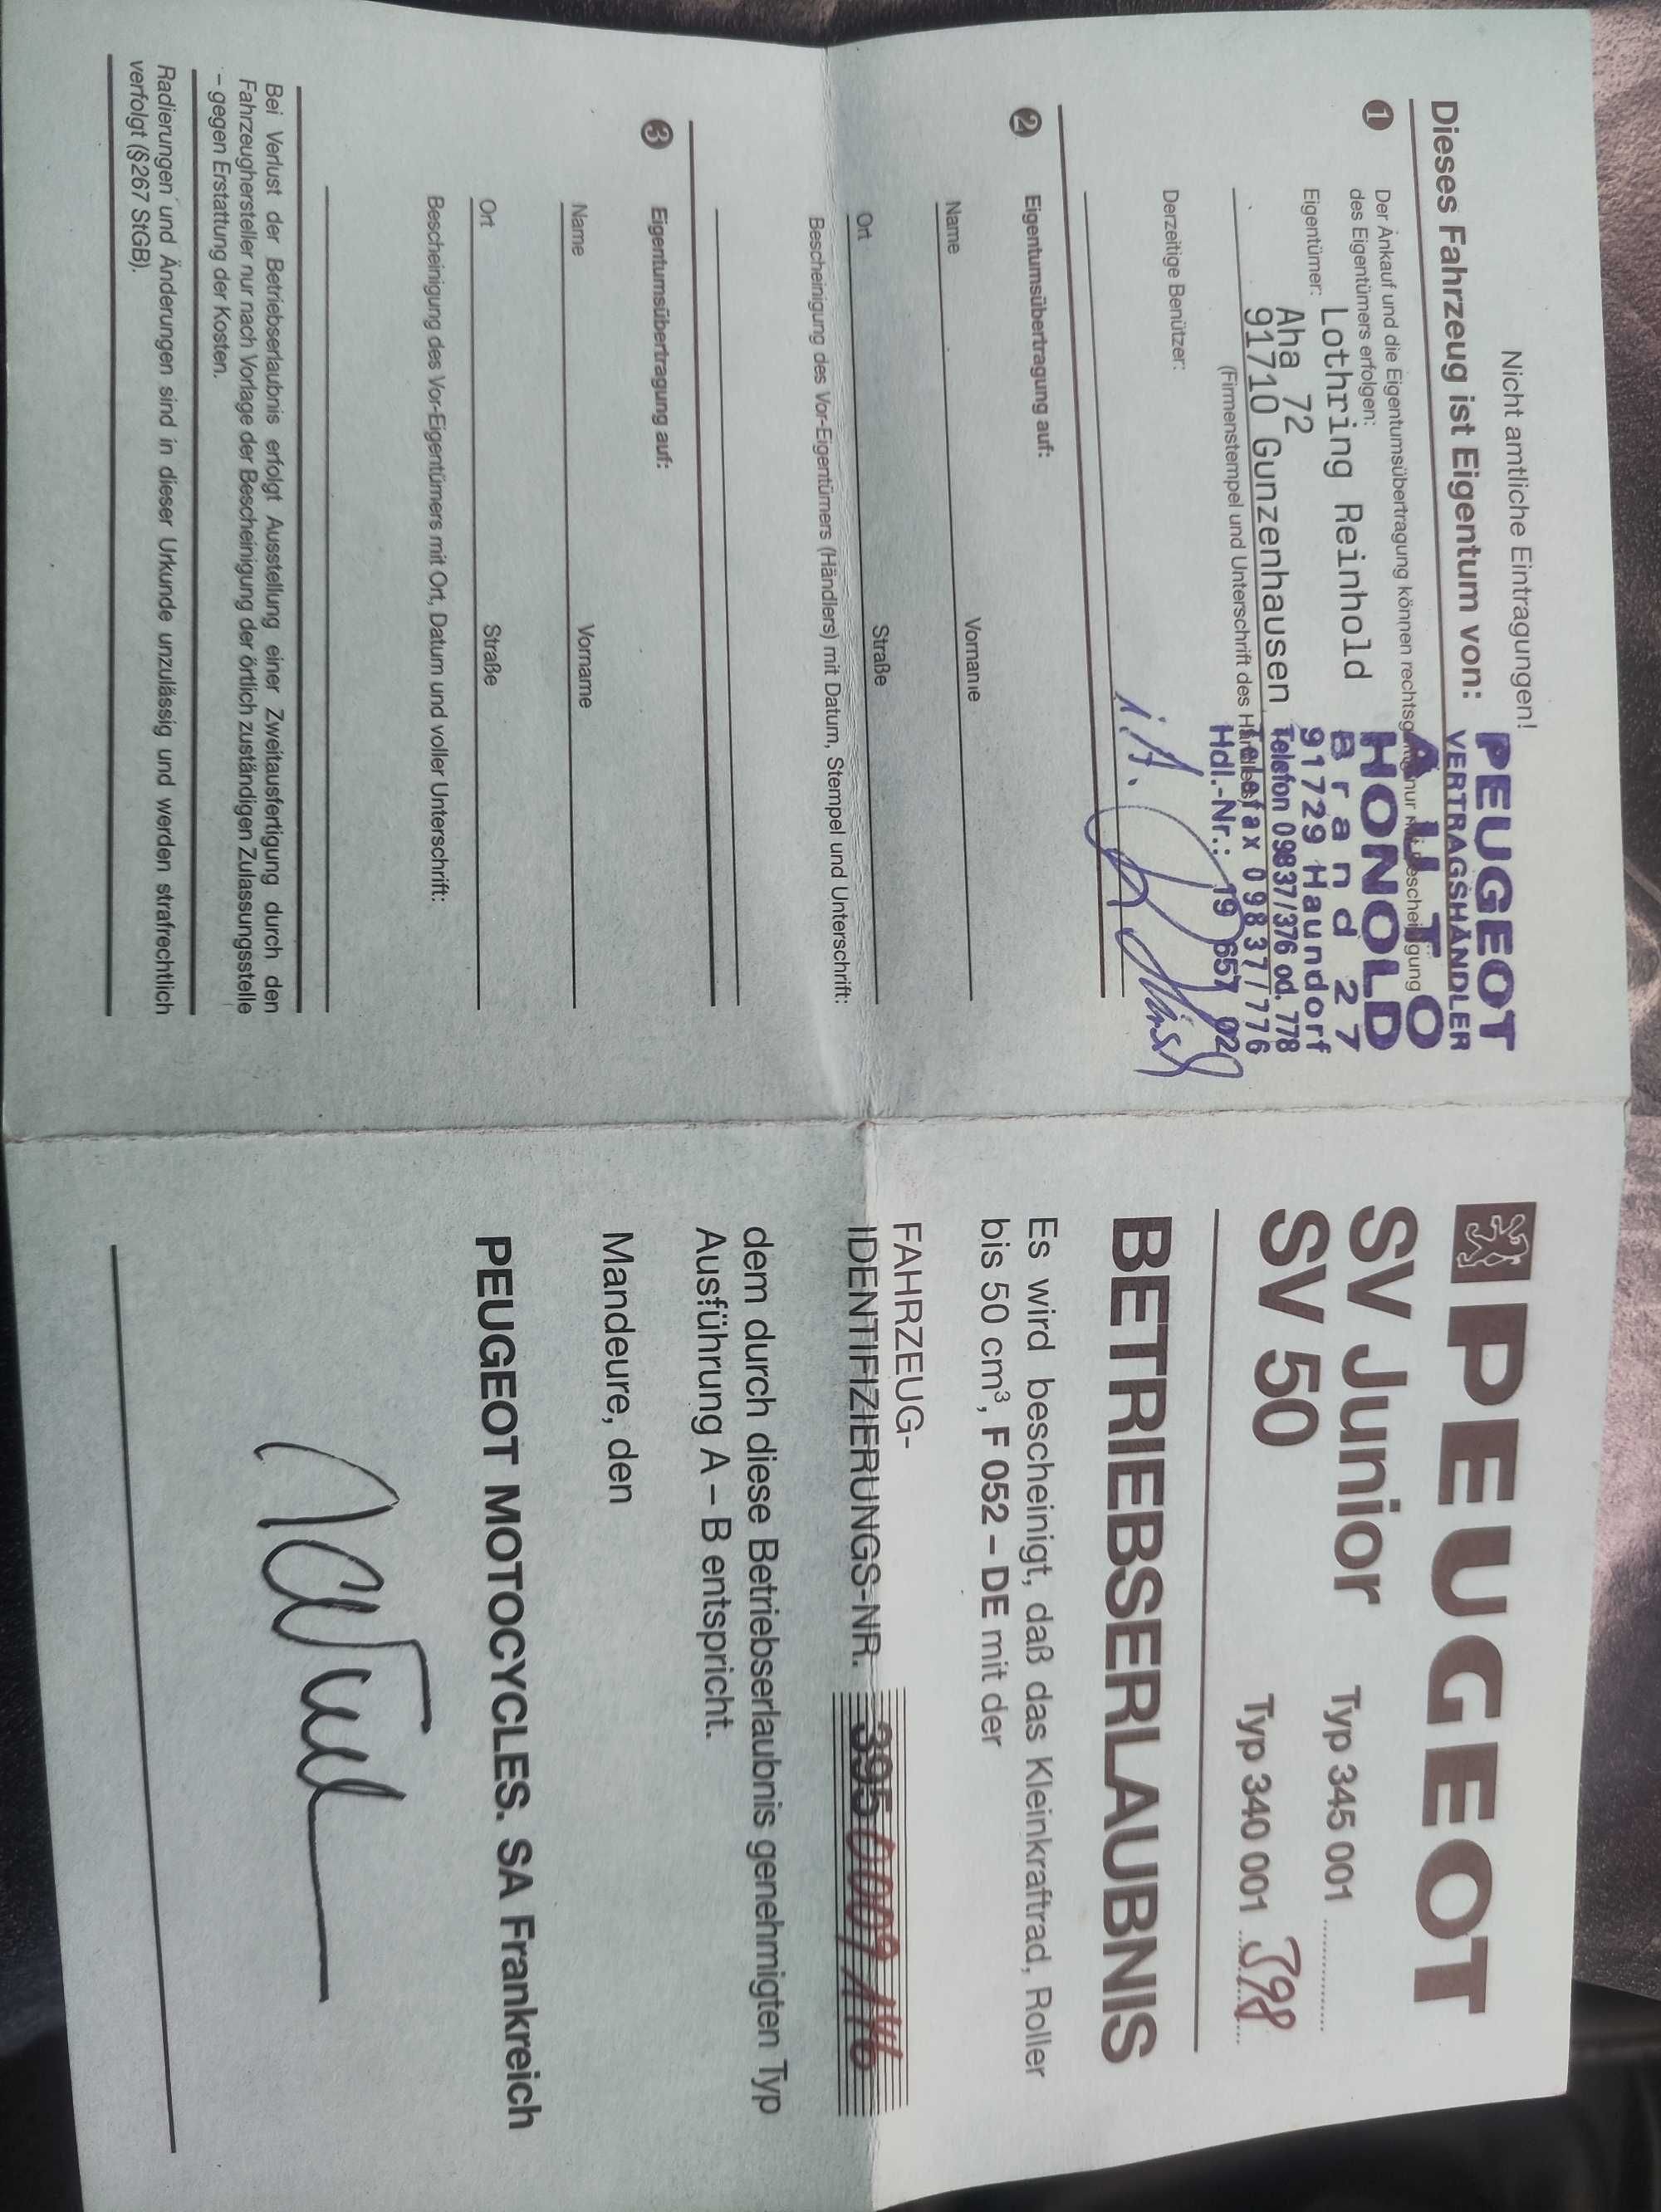 Nicht amtliche Eintragungen!
Dieses Fahrzeug ist Eigentum von:
1 Der Ankauf und die Eigentumsübertragung können nur
des Eigentümers erfolgen:
Eigentümer: Lothring Reinhold
Aha 72
91710 Gunzenhausen
(Firmenstempel und Unterschrift des
PEUGEOT
VERTRAGSHÄNDLER
AUTO
HONOLD
Brand 27
91729 Haundorf
Telefon 09837/376 od. 778
Telefax 09837/776
Hdl.-Nr.: 19 657 020
Derzeitige Benützer:
i.A.
2 Eigentumsübertragung auf:
Name Vorname
Ort Straße
Bescheinigung des Vor-Eigentümers (Händlers) mit Datum, Stempel und Unterschrift:
3 Eigentumsübertragung auf:
Name Vorname
Ort Straße
Bescheinigung des Vor-Eigentümers mit Ort, Datum und voller Unterschrift:
Bei Verlust der Betriebserlaubnis erfolgt Ausstellung einer Zweitausfertigung durch den
Fahrzeughersteller nur nach Vorlage der Bescheinigung der örtlich zuständigen Zulassungsstelle
– gegen Erstattung der Kosten.
Radierungen und Änderungen sind in dieser Urkunde unzulässig und werden strafrechtlich
verfolgt (§267 StGB).
PEUGEOT
SV Junior Typ 345 001
SV 50 Typ 340 001 398
BETRIEBSERLAUBNIS
Es wird bescheinigt, daß das Kleinkraftrad, Roller
bis 50 cm³, F 052 – DE mit der
FAHRZEUG-
IDENTIFIZIERUNGS-NR. 395
dem durch diese Betriebserlaubnis genehmigten Typ
Ausführung A – B entspricht.
Mandeure, den
PEUGEOT MOTOCYCLES. SA Frankreich